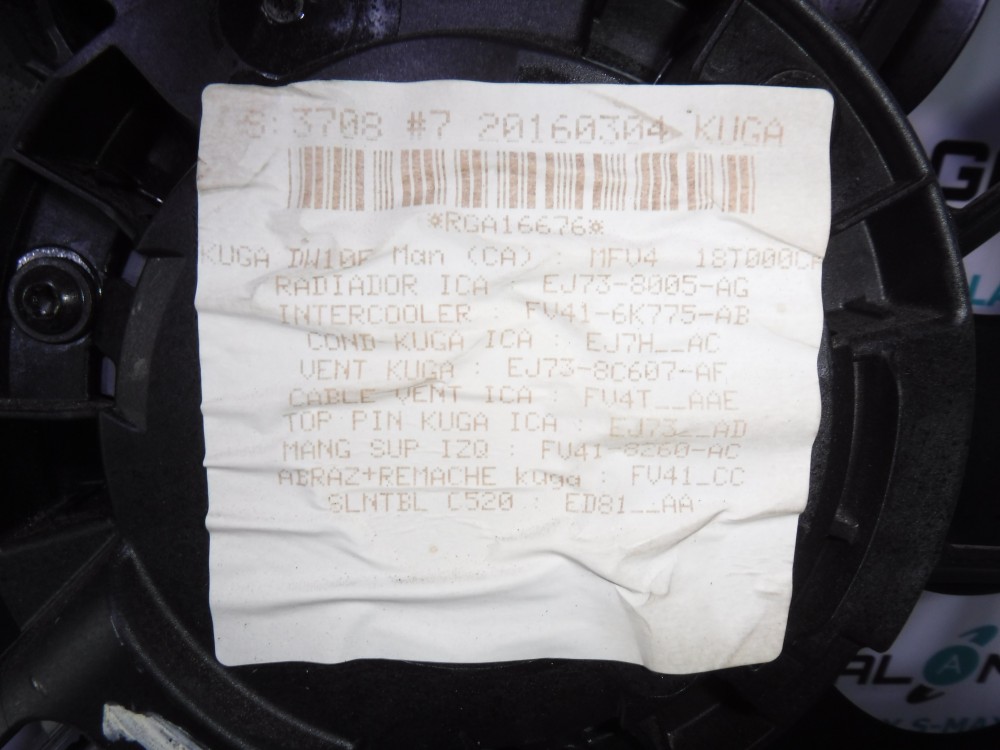 S: 3708 #7 20160304 KUGA
*RGA16676*
KUGA DW10F Man (CA) : MFV4 18T000CA
RADIADOR ICA : EJ73-8005-AG
INTERCOOLER : FV41-6K775-AB
COND KUGA ICA : EJ7H__AC
VENT KUGA : EJ73-8C607-AF
CABLE VENT ICA : FV4T__AAE
TOP PIN KUGA ICA : EJ73__AD
MANG SUP IZQ : FV41-8260-AC
ABRAZ+REMACHE kuga : FV41_CC
SLNTBL C520 : ED81__AA